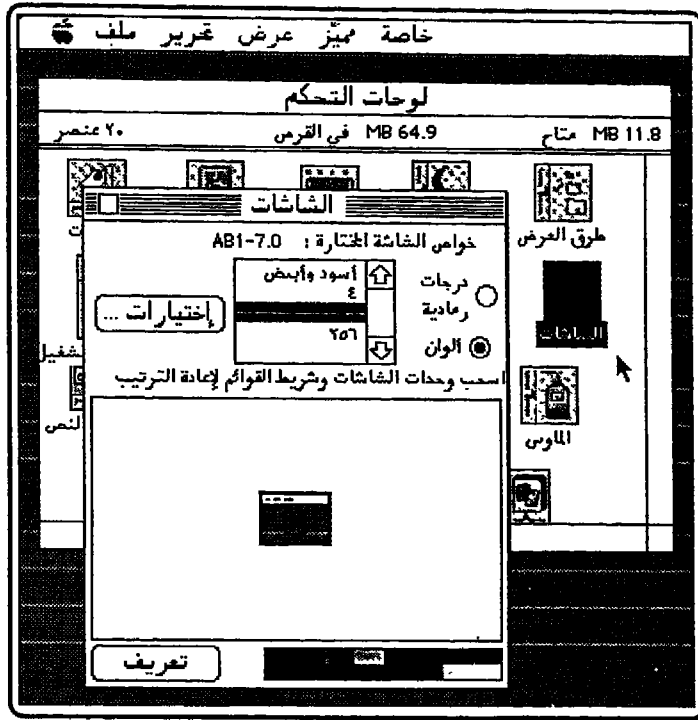 ملف تحرير عرض مميّز خاصة
لوحات التحكم
٢٠ عنصر 64.9 MB في القرص 11.8 MB متاح
الشاشات
خواص الشاشة المختارة : AB1-7.0
درجات رمادية
ألوان
أسود وأبيض
٤
٢٥٦
إختيارات ...
اسحب وحدات الشاشات وشريط القوائم لإعادة الترتيب
تعريف
طرق العرض
الشاشات
الماوس
النص